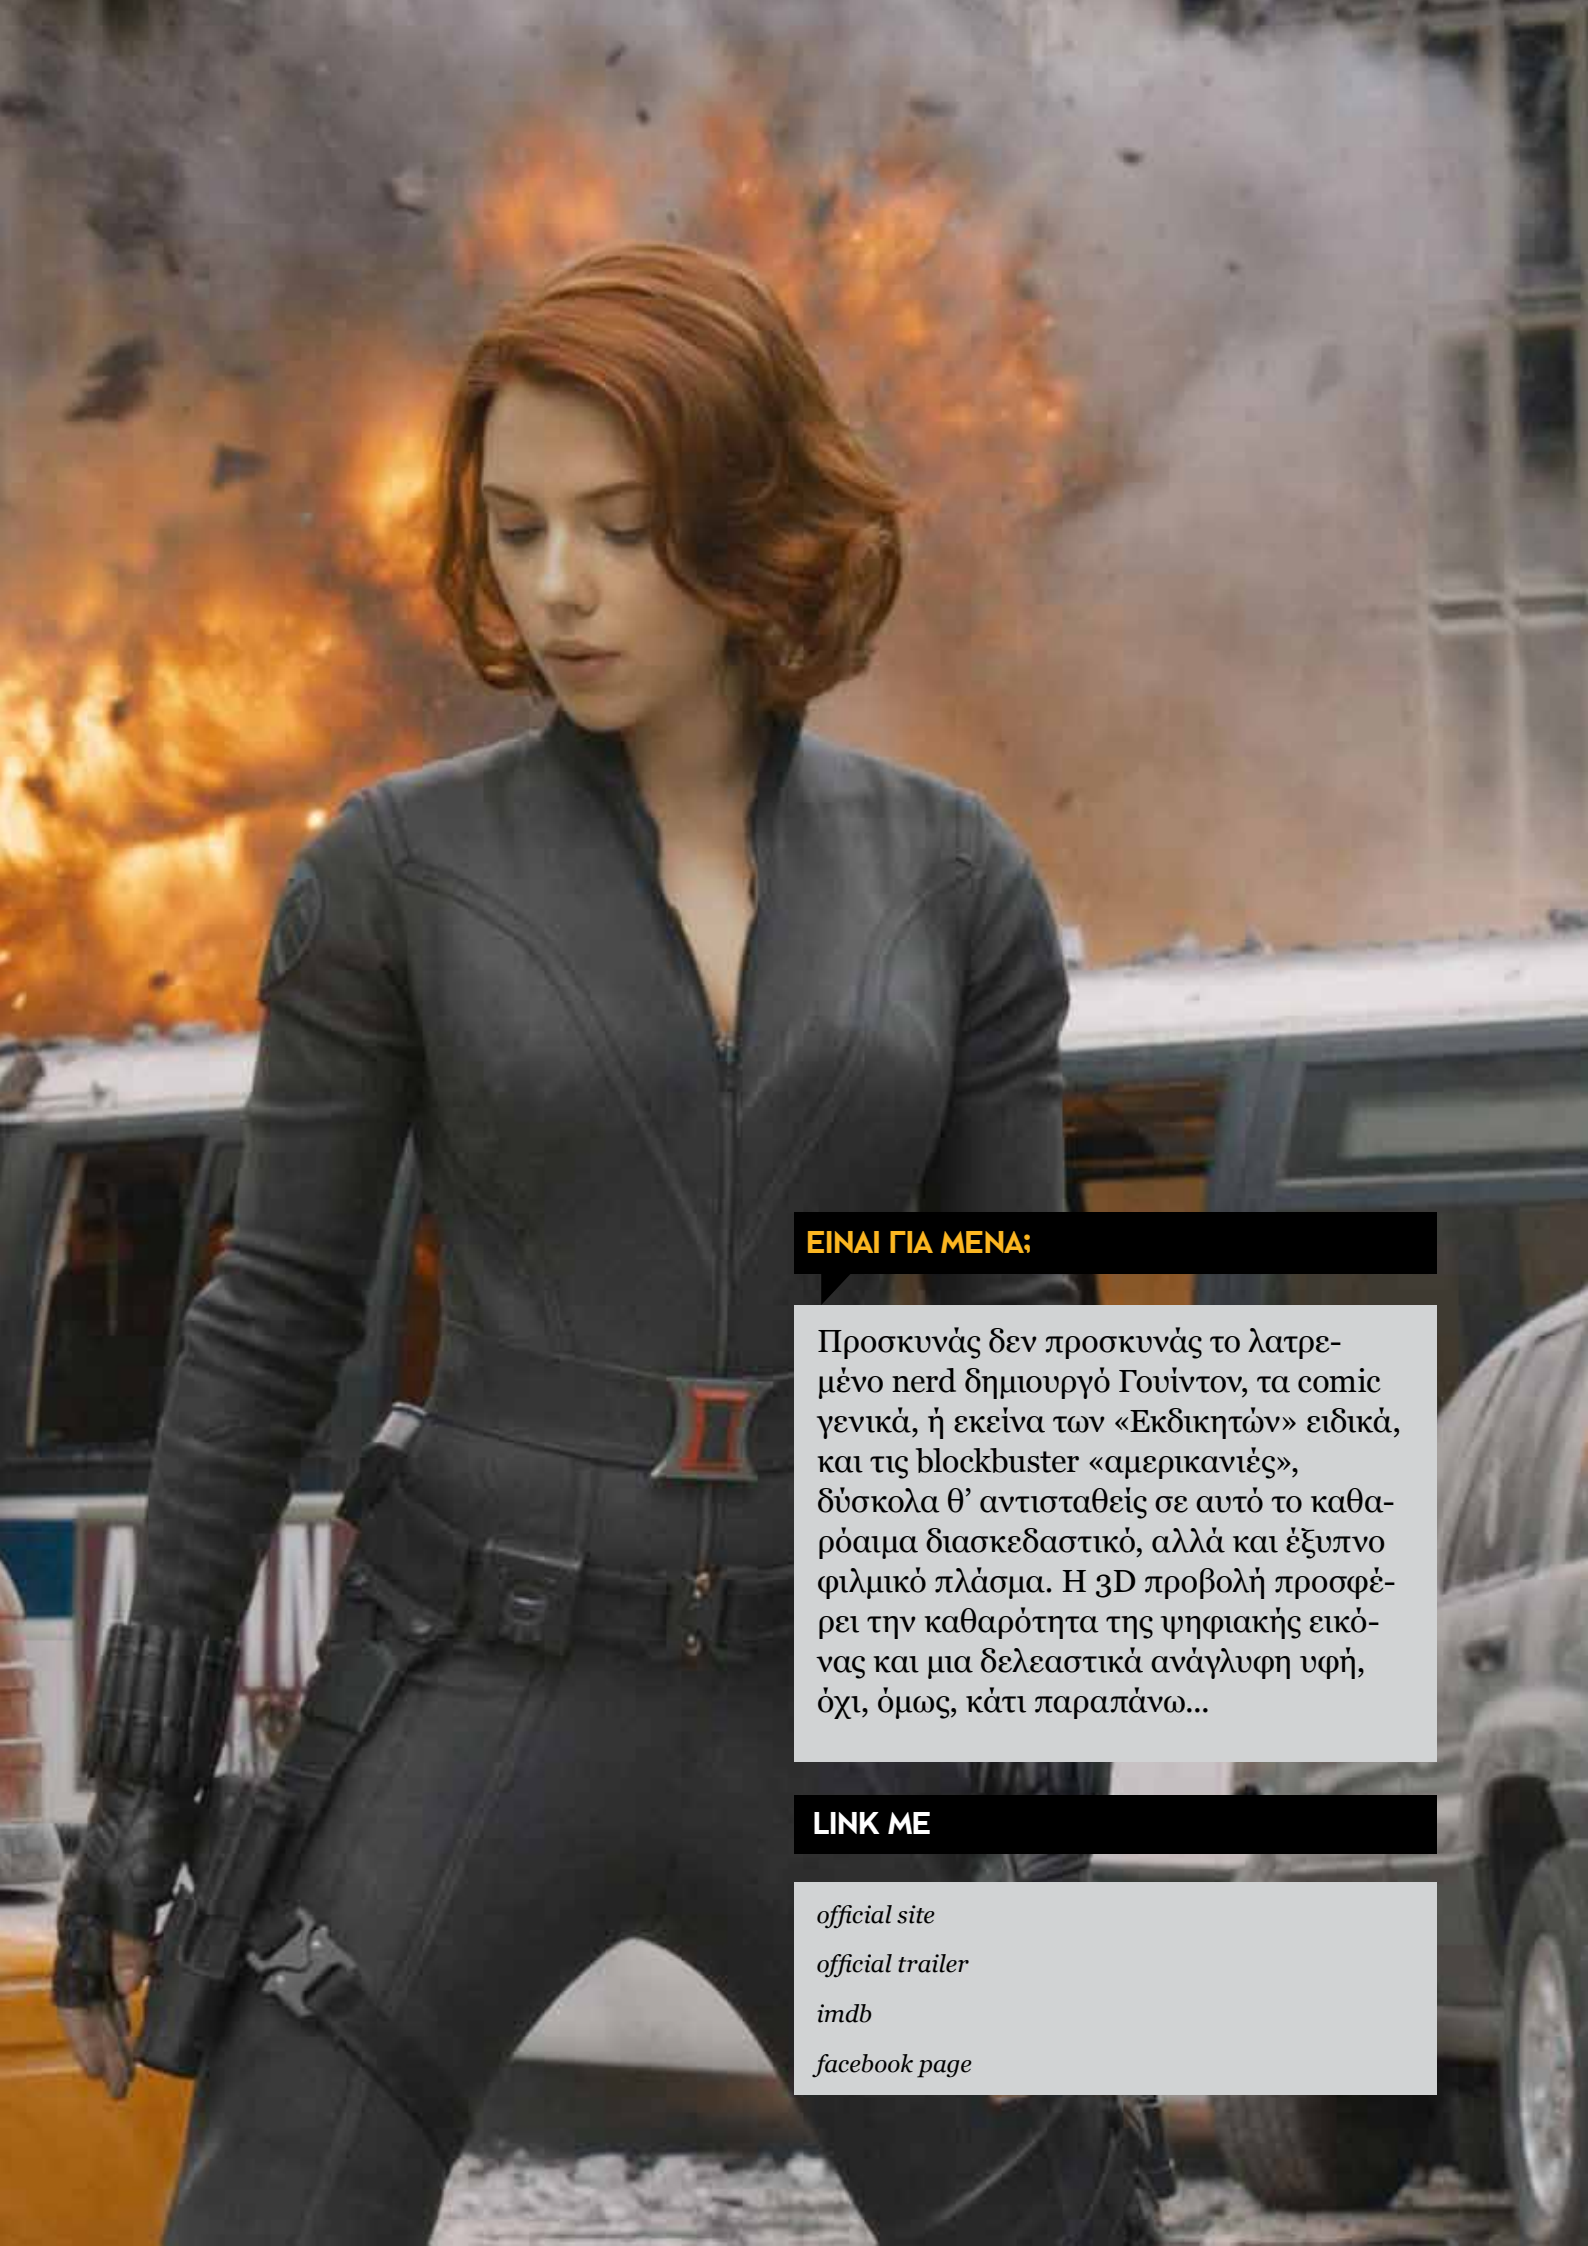 ΕΙΝΑΙ ΓΙΑ ΜΕΝΑ;
Προσκυνάς δεν προσκυνάς το λατρε-
μένο nerd δημιουργό Γουίντον, τα comic
γενικά, ή εκείνα των «Εκδικητών» ειδικά,
και τις blockbuster «αμερικανιές»,
δύσκολα θ’ αντισταθείς σε αυτό το καθα-
ρόαιμα διασκεδαστικό, αλλά και έξυπνο
φιλμικό πλάσμα. Η 3D προβολή προσφέ-
ρει την καθαρότητα της ψηφιακής εικό-
νας και μια δελεαστικά ανάγλυφη υφή,
όχι, όμως, κάτι παραπάνω...
LINK ME
official site
official trailer
imdb
facebook page